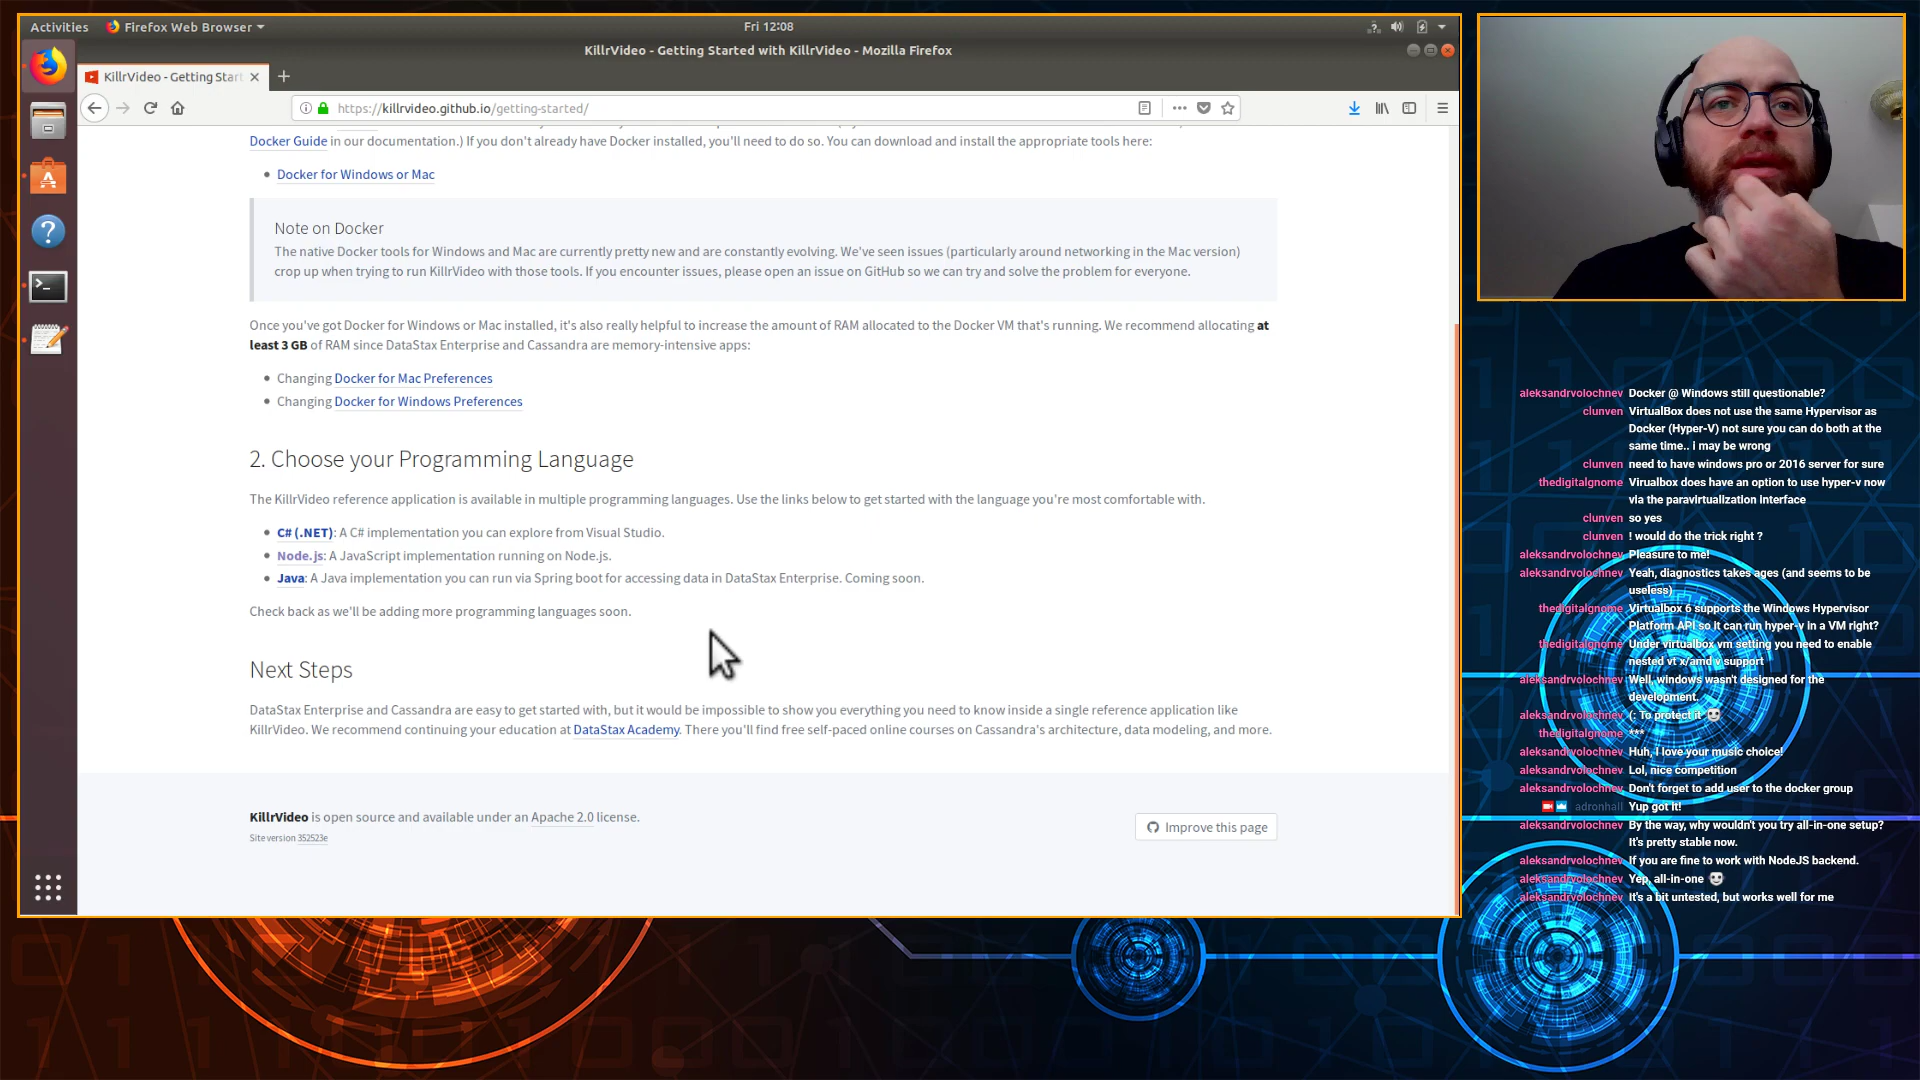 Activities
Firefox Web Browser
Fri 12:08
KillrVideo - Getting Started with KillrVideo - Mozilla Firefox
KillrVideo - Getting Start
https://killrvideo.github.io/getting-started/
Docker Guide in our documentation.) If you don't already have Docker installed, you'll need to do so. You can download and install the appropriate tools here:
Docker for Windows or Mac
Note on Docker
The native Docker tools for Windows and Mac are currently pretty new and are constantly evolving. We've seen issues (particularly around networking in the Mac version)
crop up when trying to run KillrVideo with those tools. If you encounter issues, please open an issue on GitHub so we can try and solve the problem for everyone.
Once you've got Docker for Windows or Mac installed, it's also really helpful to increase the amount of RAM allocated to the Docker VM that's running. We recommend allocating at
least 3 GB of RAM since DataStax Enterprise and Cassandra are memory-intensive apps:
Changing Docker for Mac Preferences
Changing Docker for Windows Preferences
2. Choose your Programming Language
The KillrVideo reference application is available in multiple programming languages. Use the links below to get started with the language you're most comfortable with.
C# (.NET): A C# implementation you can explore from Visual Studio.
Node.js: A JavaScript implementation running on Node.js.
Java: A Java implementation you can run via Spring boot for accessing data in DataStax Enterprise. Coming soon.
Check back as we'll be adding more programming languages soon.
Next Steps
DataStax Enterprise and Cassandra are easy to get started with, but it would be impossible to show you everything you need to know inside a single reference application like
KillrVideo. We recommend continuing your education at DataStax Academy. There you'll find free self-paced online courses on Cassandra's architecture, data modeling, and more.
KillrVideo is open source and available under an Apache 2.0 license.
Site version 352523e
Improve this page
aleksandrvolochnev Docker @ Windows still questionable?
clunven VirtualBox does not use the same Hypervisor as
Docker (Hyper-V) not sure you can do both at the
same time.. i may be wrong
clunven need to have windows pro or 2016 server for sure
thedigitalgnome Virualbox does have an option to use hyper-v now
via the paravirtualization interface
clunven so yes
clunven ! would do the trick right ?
aleksandrvolochnev Pleasure to me!
aleksandrvolochnev Yeah, diagnostics takes ages (and seems to be
useless)
thedigitalgnome Virtualbox 6 supports the Windows Hypervisor
Platform API so it can run hyper-v in a VM right?
thedigitalgnome Under virtualbox vm setting you need to enable
nested vt x/amd v support
aleksandrvolochnev Well, windows wasn't designed for the
development.
aleksandrvolochnev (: To protect it
thedigitalgnome ***
aleksandrvolochnev Huh, I love your music choice!
aleksandrvolochnev Lol, nice competition
aleksandrvolochnev Don't forget to add user to the docker group
adronhall Yup got it!
aleksandrvolochnev By the way, why wouldn't you try all-in-one setup?
It's pretty stable now.
aleksandrvolochnev If you are fine to work with NodeJS backend.
aleksandrvolochnev Yep, all-in-one
aleksandrvolochnev It's a bit untested, but works well for me